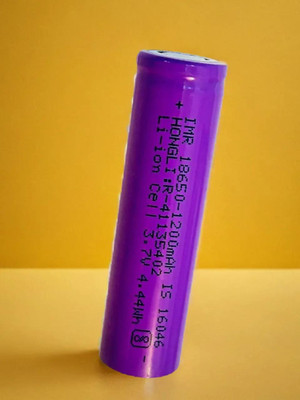 + IMR 18650-1200mAh IS 16046
HONGLI:R-41135402
Li-ion Cell 3.7V 4.44Wh -